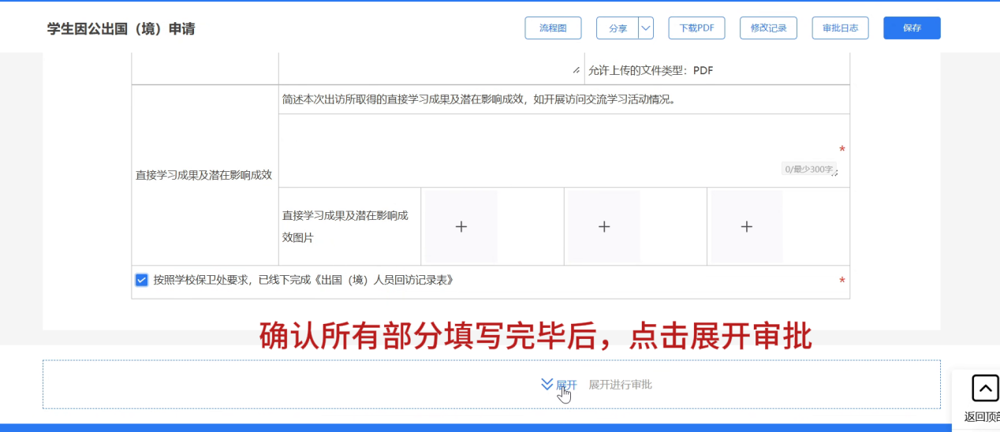 学生因公出国（境）申请
流程图
分享
下载PDF
修改记录
审批日志
保存
允许上传的文件类型：PDF
简述本次出访所取得的直接学习成果及潜在影响成效，如开展访问交流学习活动情况。
*
0/最少300字
直接学习成果及潜在影响成效
直接学习成果及潜在影响成
效图片
按照学校保卫处要求，已线下完成《出国（境）人员回访记录表》
*
确认所有部分填写完毕后，点击展开审批
展开 展开进行审批
返回顶部